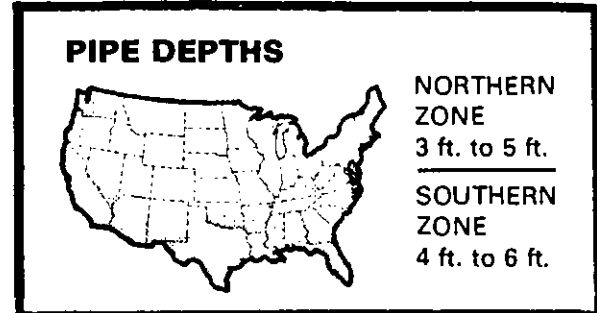 PIPE DEPTHS
NORTHERN
ZONE
3 ft. to 5 ft.
SOUTHERN
ZONE
4 ft. to 6 ft.